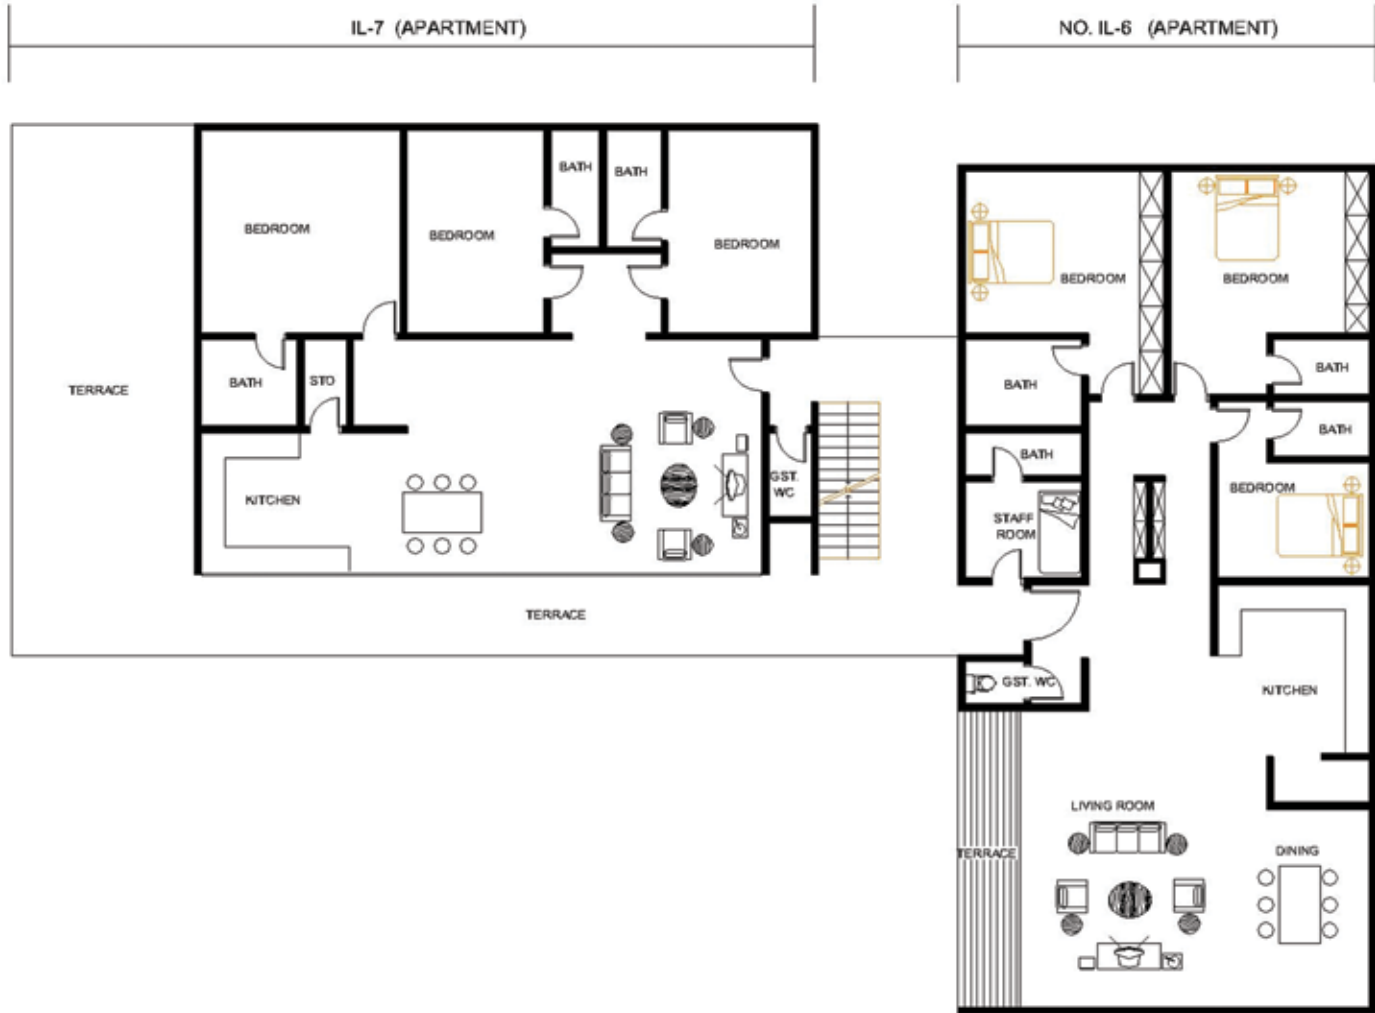 IL-7 (APARTMENT)
NO. IL-6 (APARTMENT)
BATH
BATH
BEDROOM
BEDROOM
BEDROOM
BEDROOM
BEDROOM
TERRACE
BATH
STO
BATH
BATH
BATH
BATH
KITCHEN
GST.
WC
BEDROOM
STAFF
ROOM
TERRACE
GST. WC
KITCHEN
LIVING ROOM
TERRACE
DINING